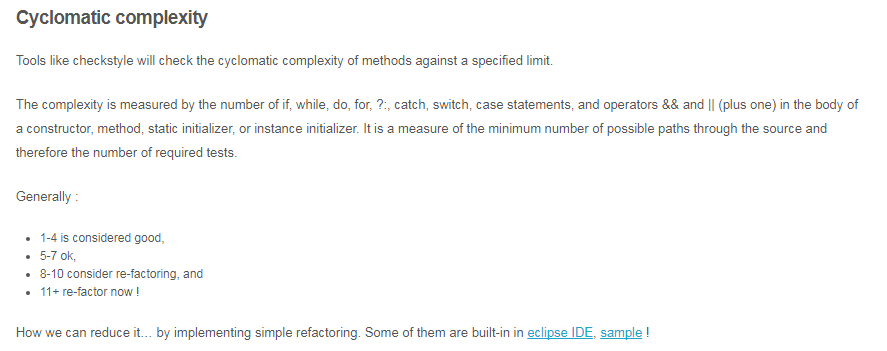 Cyclomatic complexity
Tools like checkstyle will check the cyclomatic complexity of methods against a specified limit.
The complexity is measured by the number of if, while, do, for, ?:, catch, switch, case statements, and operators && and || (plus one) in the body of
a constructor, method, static initializer, or instance initializer. It is a measure of the minimum number of possible paths through the source and
therefore the number of required tests.
Generally :
• 1-4 is considered good,
• 5-7 ok,
• 8-10 consider re-factoring, and
• 11+ re-factor now !
How we can reduce it… by implementing simple refactoring. Some of them are built-in in eclipse IDE, sample !